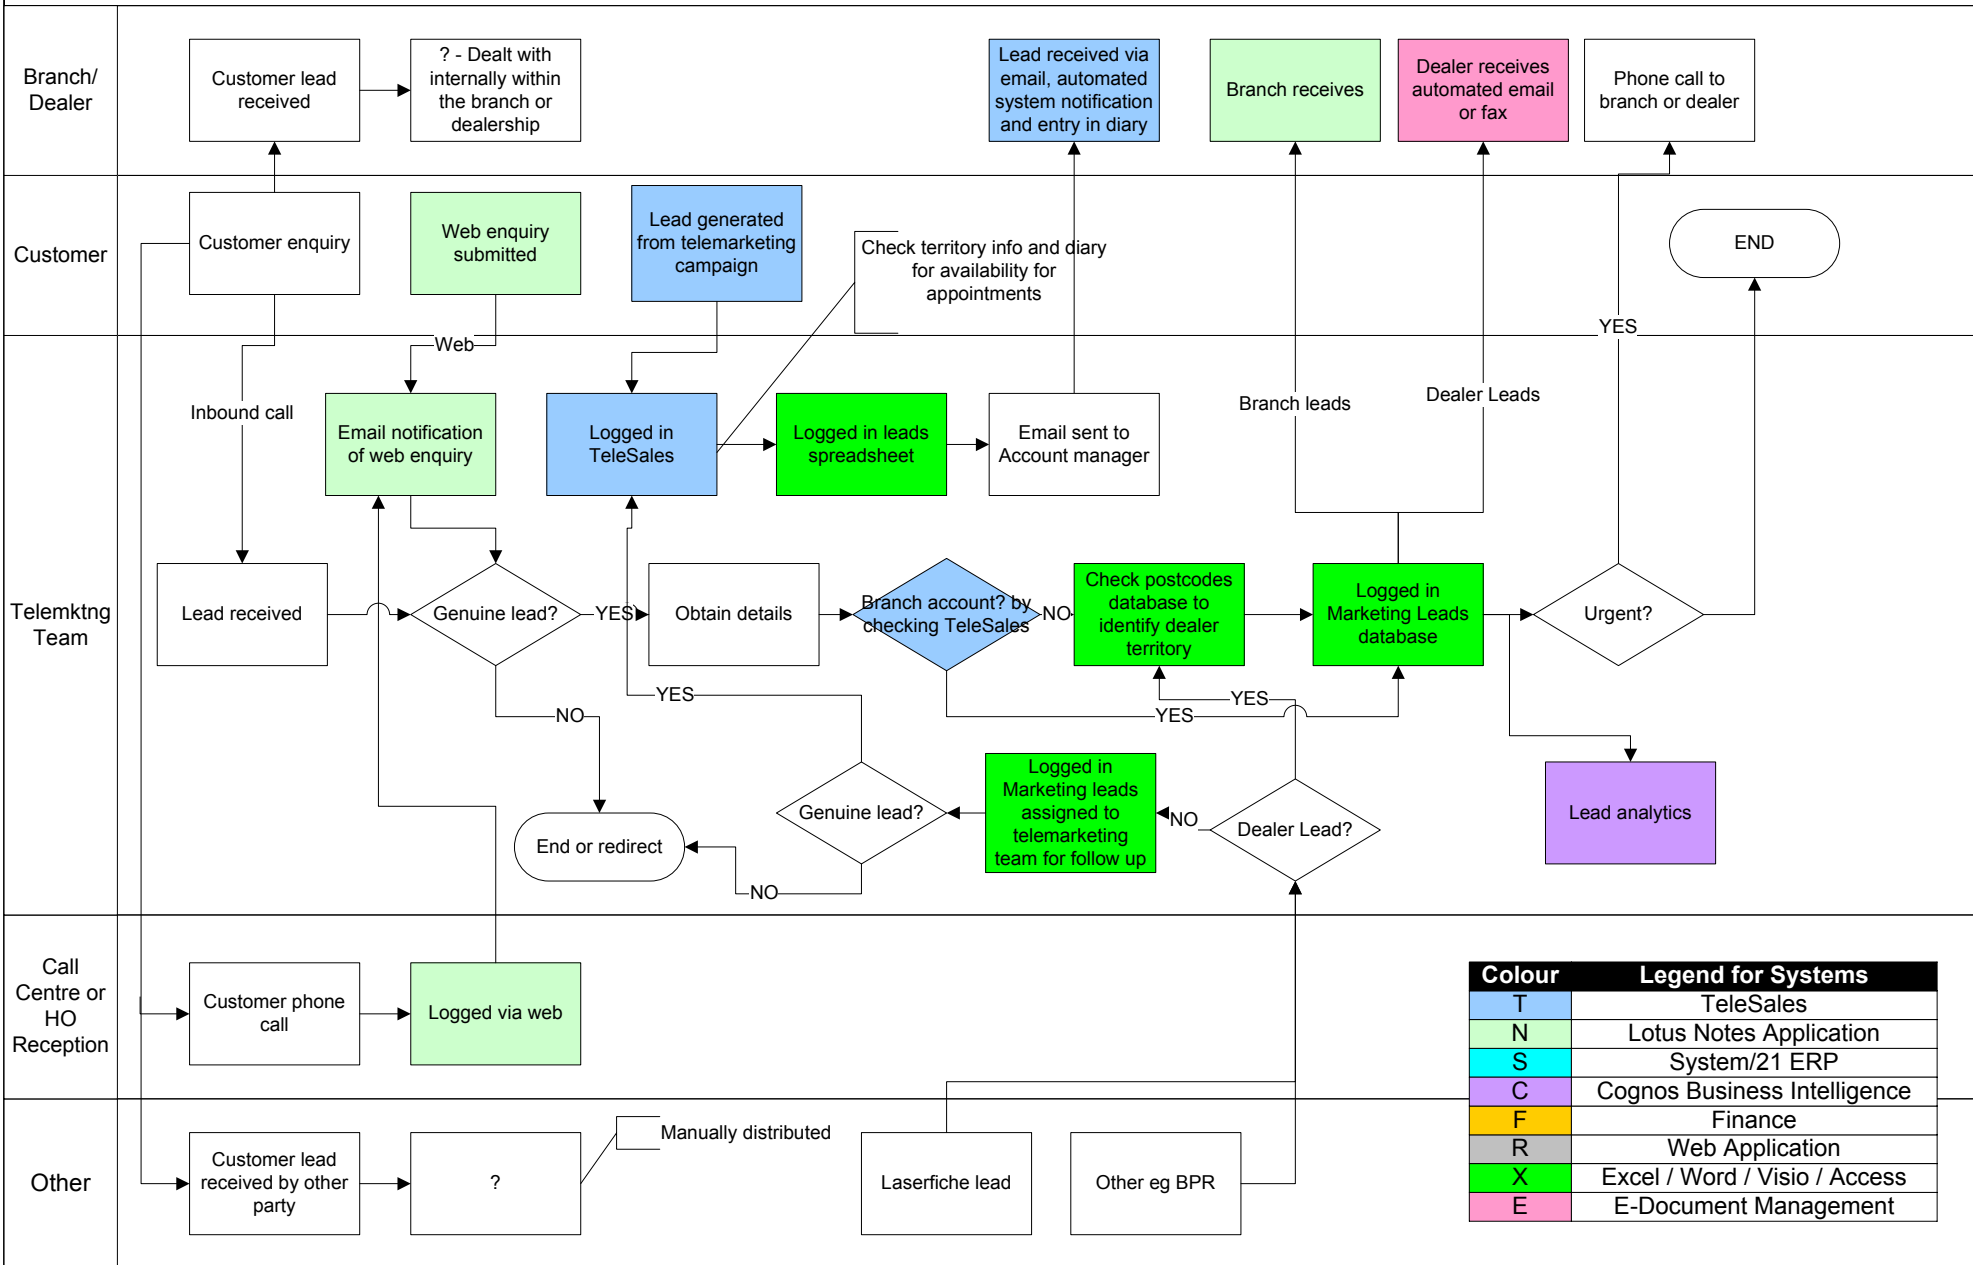 Branch/
Dealer
Customer lead
received
? - Dealt with
internally within
the branch or
dealership
Lead received via
email, automated
system notification
and entry in diary
Branch receives
Dealer receives
automated email
or fax
Phone call to
branch or dealer
Customer
Customer enquiry
Web enquiry
submitted
Lead generated
from telemarketing
campaign
Check territory info and diary
for availability for
appointments
END
YES
Web
Inbound call
Branch leads
Dealer Leads
Telemktng
Team
Email notification
of web enquiry
Logged in
TeleSales
Logged in leads
spreadsheet
Email sent to
Account manager
Lead received
Genuine lead?
YES
Obtain details
Branch account? by
checking TeleSales
NO
Check postcodes
database to
identify dealer
territory
Logged in
Marketing Leads
database
Urgent?
YES
YES
YES
NO
End or redirect
Genuine lead?
NO
Logged in
Marketing leads
assigned to
telemarketing
team for follow up
NO
Dealer Lead?
Lead analytics
Call
Centre or
HO
Reception
Customer phone
call
Logged via web
Other
Customer lead
received by other
party
?
Manually distributed
Laserfiche lead
Other eg BPR
Colour Legend for Systems
T TeleSales
N Lotus Notes Application
S System/21 ERP
C Cognos Business Intelligence
F Finance
R Web Application
X Excel / Word / Visio / Access
E E-Document Management